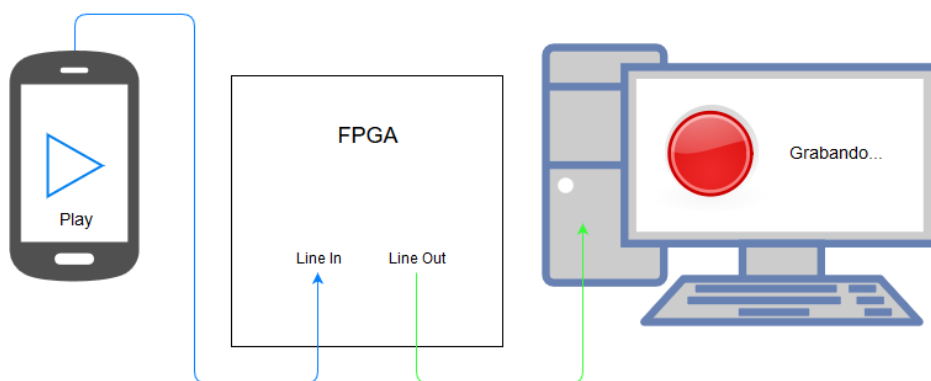 Play
FPGA
Line In
Line Out
Grabando...